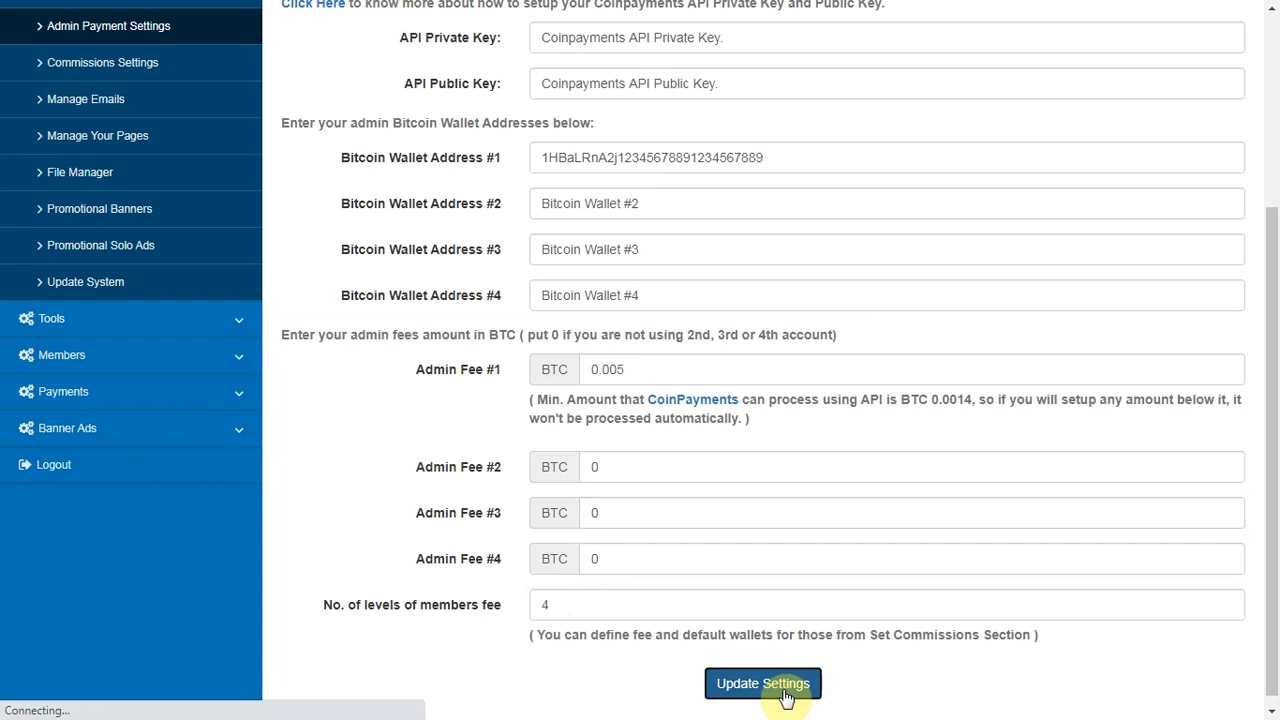 Click Here to know more about how to setup your Coinpayments API Private Key and Public Key.
Admin Payment Settings
API Private Key: Coinpayments API Private Key.
Commissions Settings
API Public Key: Coinpayments API Public Key.
Manage Emails
Enter your admin Bitcoin Wallet Addresses below:
Manage Your Pages
Bitcoin Wallet Address #1 1HBaLRnA2j12345678891234567889
File Manager
Bitcoin Wallet Address #2 Bitcoin Wallet #2
Promotional Banners
Bitcoin Wallet Address #3 Bitcoin Wallet #3
Promotional Solo Ads
Update System
Bitcoin Wallet Address #4 Bitcoin Wallet #4
Tools
Enter your admin fees amount in BTC ( put 0 if you are not using 2nd, 3rd or 4th account)
Members
Admin Fee #1 BTC 0.005
Payments
( Min. Amount that CoinPayments can process using API is BTC 0.0014, so if you will setup any amount below it, it
won't be processed automatically. )
Banner Ads
Logout
Admin Fee #2 BTC 0
Admin Fee #3 BTC 0
Admin Fee #4 BTC 0
No. of levels of members fee 4
( You can define fee and default wallets for those from Set Commissions Section )
Update Settings
Connecting...